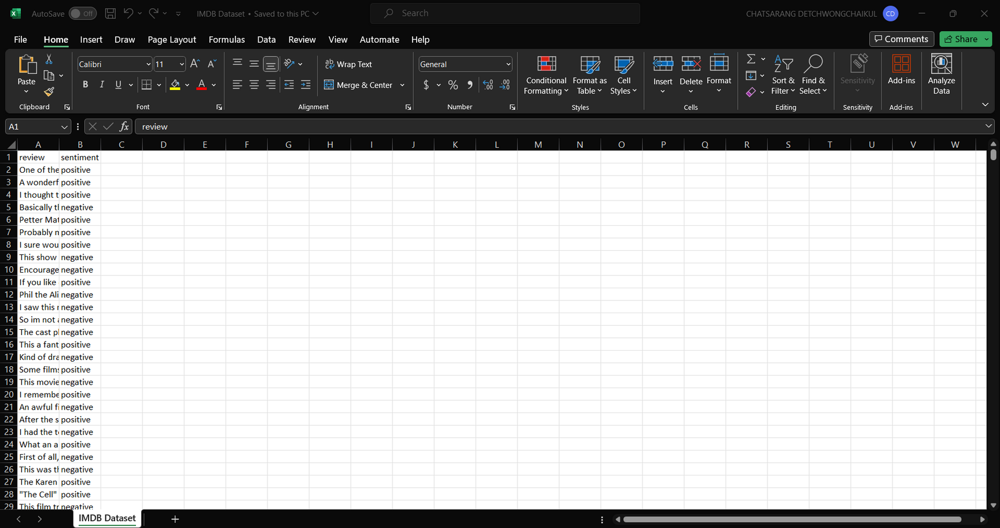 AutoSave Off IMDB Dataset • Saved to this PC Search CHATSARANG DETCHWONGCHAIKUL CD
File Home Insert Draw Page Layout Formulas Data Review View Automate Help Comments Share
Paste
Clipboard
Calibri 11
B I U A
Font
Wrap Text
Merge & Center
Alignment
General
$ %
Number
Conditional Formatting
Format as Table
Cell Styles
Styles
Insert
Delete
Format
Cells
Sort & Filter
Find & Select
Editing
Sensitivity
Sensitivity
Add-ins
Add-ins
Analyze Data
A1 fx review
A B C D E F G H I J K L M N O P Q R S T U V W
1 review sentiment
2 One of the positive
3 A wonderf positive
4 I thought t positive
5 Basically tl negative
6 Petter Mat positive
7 Probably n positive
8 I sure wou positive
9 This show negative
10 Encourage negative
11 If you like positive
12 Phil the Ali negative
13 I saw this r negative
14 So im not a negative
15 The cast pl negative
16 This a fant positive
17 Kind of dra negative
18 Some films positive
19 This movie negative
20 I remembe positive
21 An awful fi negative
22 After the s positive
23 I had the t negative
24 What an a positive
25 First of all, negative
26 This was th negative
27 The Karen positive
28 "The Cell" positive
29 This film tr negative
IMDB Dataset